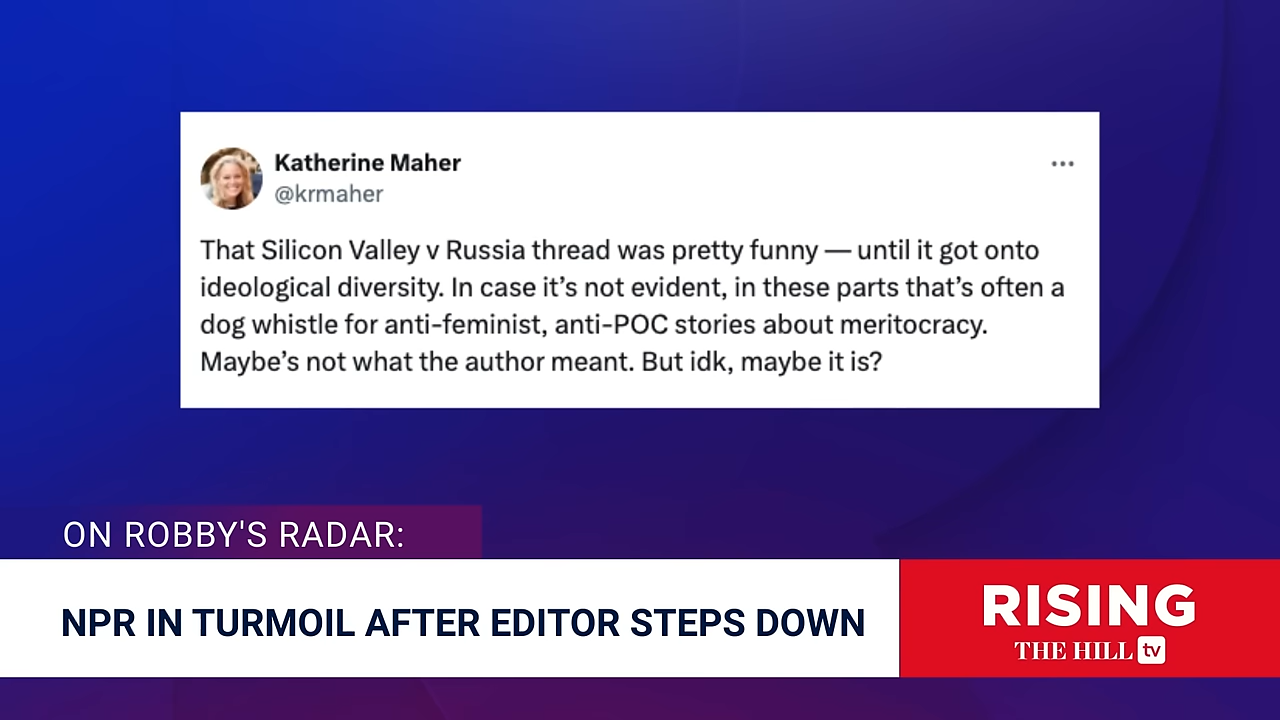 Katherine Maher
@krmaher
That Silicon Valley v Russia thread was pretty funny — until it got onto
ideological diversity. In case it’s not evident, in these parts that’s often a
dog whistle for anti-feminist, anti-POC stories about meritocracy.
Maybe’s not what the author meant. But idk, maybe it is?
ON ROBBY'S RADAR:
NPR IN TURMOIL AFTER EDITOR STEPS DOWN
RISING
THE HILL tv